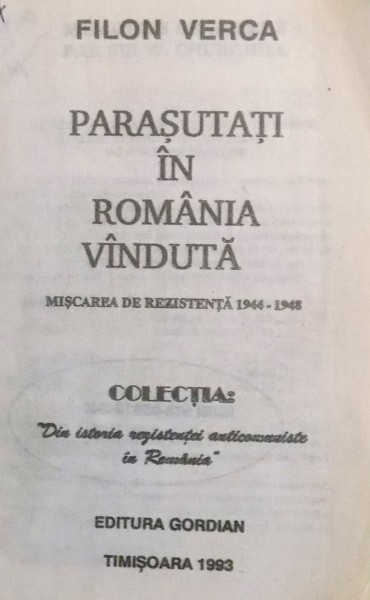 FILON VERCA
PARAȘUTAȚI
ÎN
ROMÂNIA
VÎNDUTĂ
MIȘCAREA DE REZISTENȚĂ 1944-1948
COLECȚIA:
"Din istoria rezistenței anticomuniste
în România"
EDITURA GORDIAN
TIMIȘOARA 1993